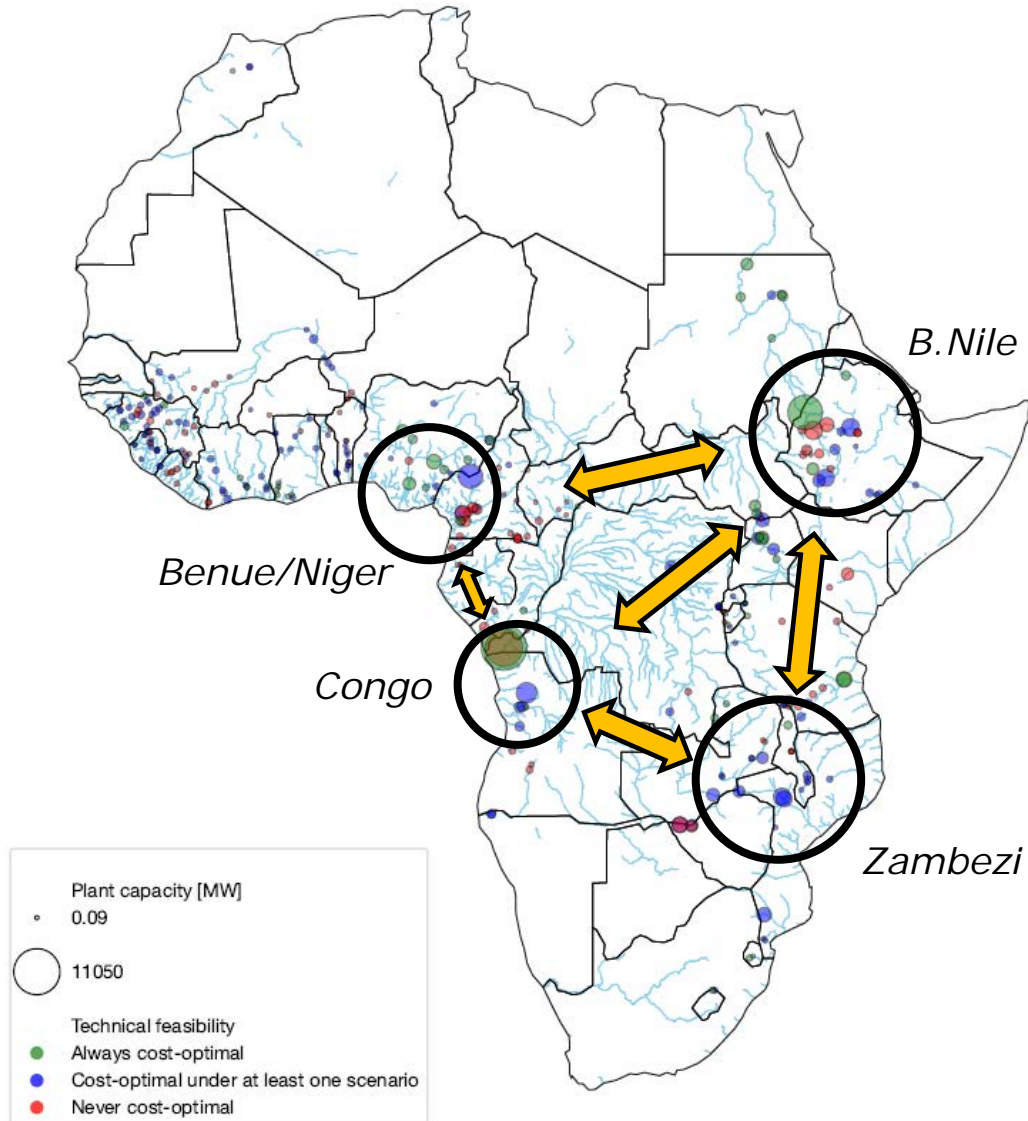 B.Nile
Benue/Niger
Congo
Zambezi
Plant capacity [MW]
0.09
11050
Technical feasibility
Always cost-optimal
Cost-optimal under at least one scenario
Never cost-optimal